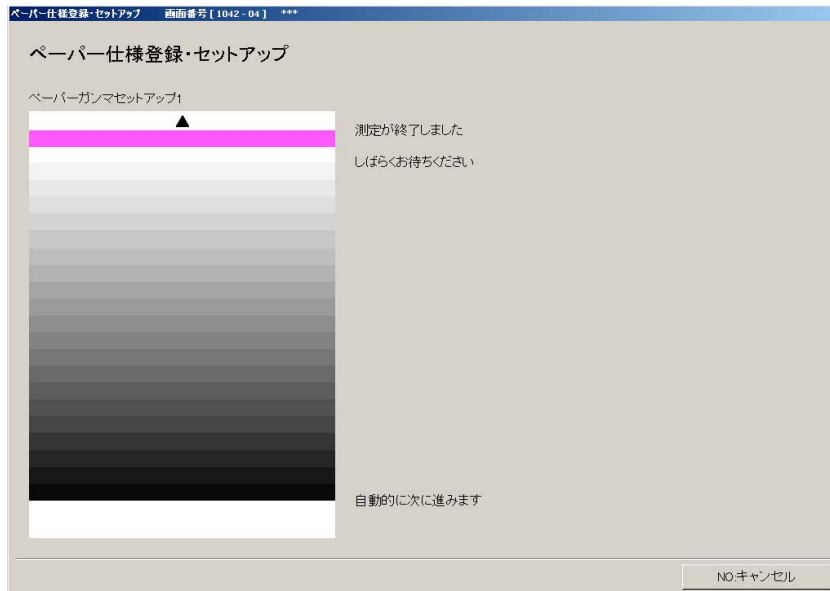 ペーパー仕様登録・セットアップ 画面番号 [ 1042 - 04 ] ***
ペーパー仕様登録・セットアップ
ペーパーガンマセットアップ1
▲
測定が終了しました
しばらくお待ちください
自動的に次に進みます
NO:キャンセル